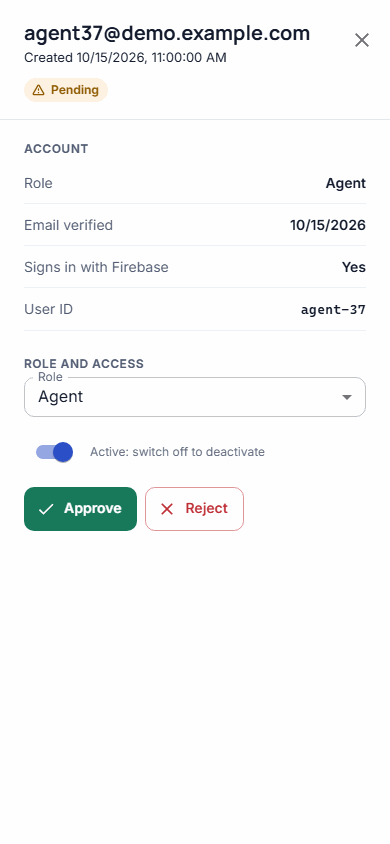 agent37@demo.example.com
Created 10/15/2026, 11:00:00 AM
Pending
ACCOUNT
Role Agent
Email verified 10/15/2026
Signs in with Firebase Yes
User ID agent-37
ROLE AND ACCESS
Role
Agent
Active: switch off to deactivate
Approve Reject